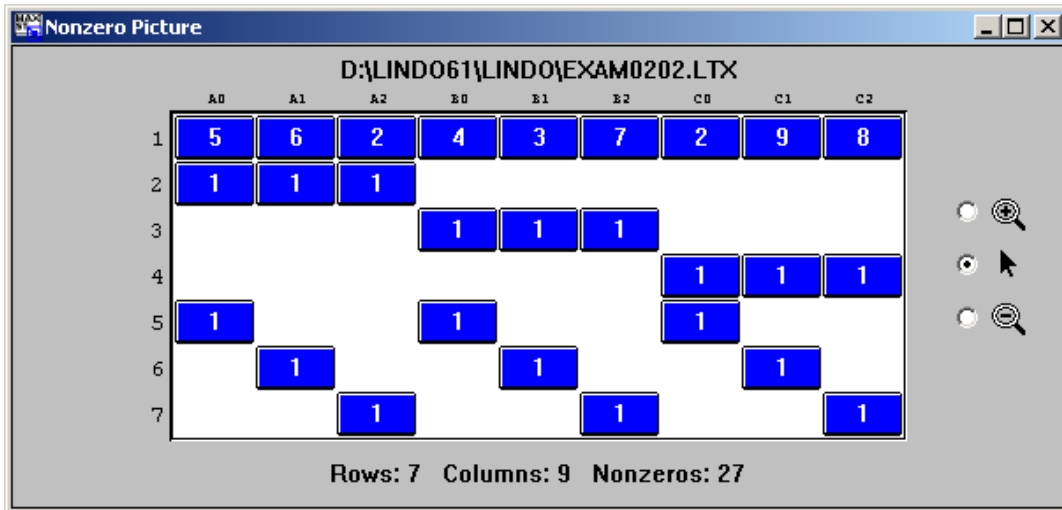 Nonzero Picture
D:\LINDO61\LINDO\EXAM0202.LTX
A0 A1 A2 B0 B1 B2 C0 C1 C2
1 5 6 2 4 3 7 2 9 8
2 1 1 1
3 1 1 1
4 1 1 1
5 1 1 1
6 1 1 1
7 1 1 1
Rows: 7 Columns: 9 Nonzeros: 27